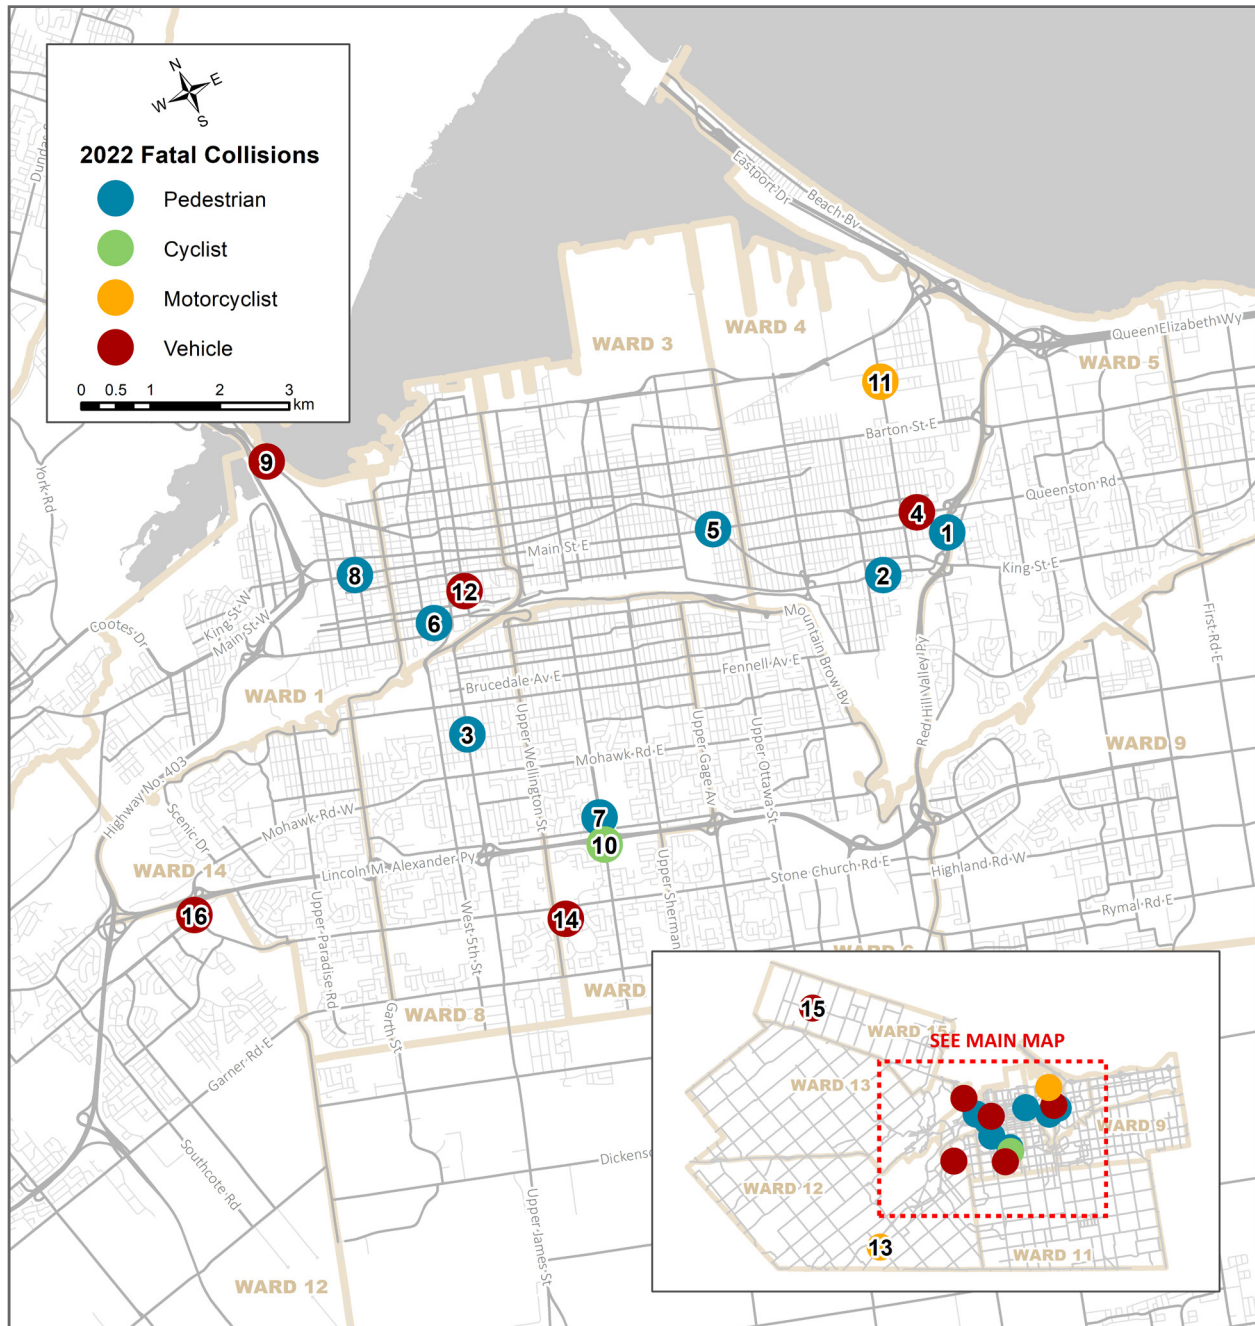 N
E
W
S
2022 Fatal Collisions
Pedestrian
Cyclist
Motorcyclist
Vehicle
0 0.5 1 2 3
km
Dundas S
Eastport Dr
Beach Bv
Queen Elizabeth Wy
WARD 3
WARD 4
WARD 5
11
Barton St E
9
York Rd
Queenston Rd
4
1
5
Main St E
8
2
King St E
12
King St W
Main St W
6
Cootes Dr
First Rd E
Mountain Brow Bv
Fennell Av E
Brucedale Av E
WARD 1
Red Hill Valley Py
3
Upper Wellington St
Upper Gage Av
Upper Ottawa St
Mohawk Rd E
WARD 9
Highway No. 403
Scenic Dr
Mohawk Rd W
7
10
WARD 14
Lincoln M. Alexander Py
Stone Church Rd E
Highland Rd W
Upper Sherman
Rymal Rd E
16
14
Upper Paradise Rd
West 5th St
WARD 6
WARD
WARD 8
Garth St
Garner Rd E
Southcote Rd
Dickenso
Upper James St
WARD 12
15
WARD 15
SEE MAIN MAP
WARD 13
WARD 9
WARD 12
13
WARD 11